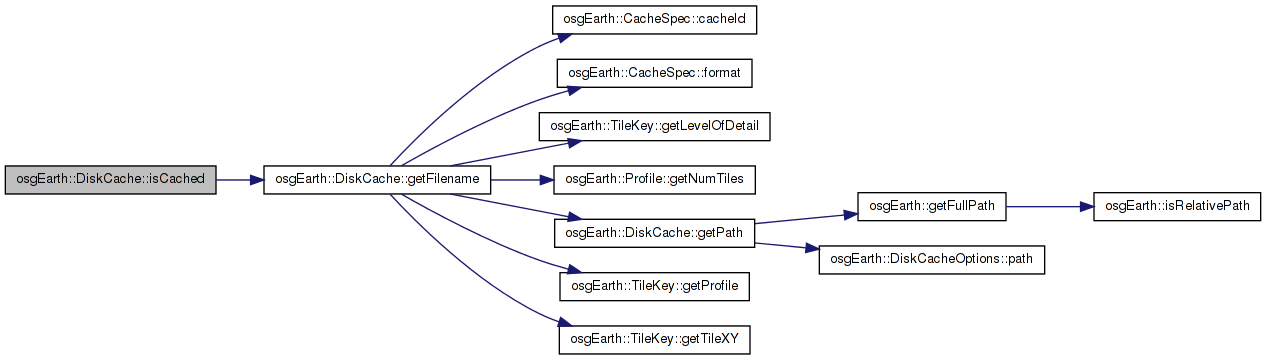 osgEarth::CacheSpec::cacheId
osgEarth::CacheSpec::format
osgEarth::TileKey::getLevelOfDetail
osgEarth::DiskCache::isCached
osgEarth::DiskCache::getFilename
osgEarth::Profile::getNumTiles
osgEarth::getFullPath
osgEarth::isRelativePath
osgEarth::DiskCache::getPath
osgEarth::DiskCacheOptions::path
osgEarth::TileKey::getProfile
osgEarth::TileKey::getTileXY